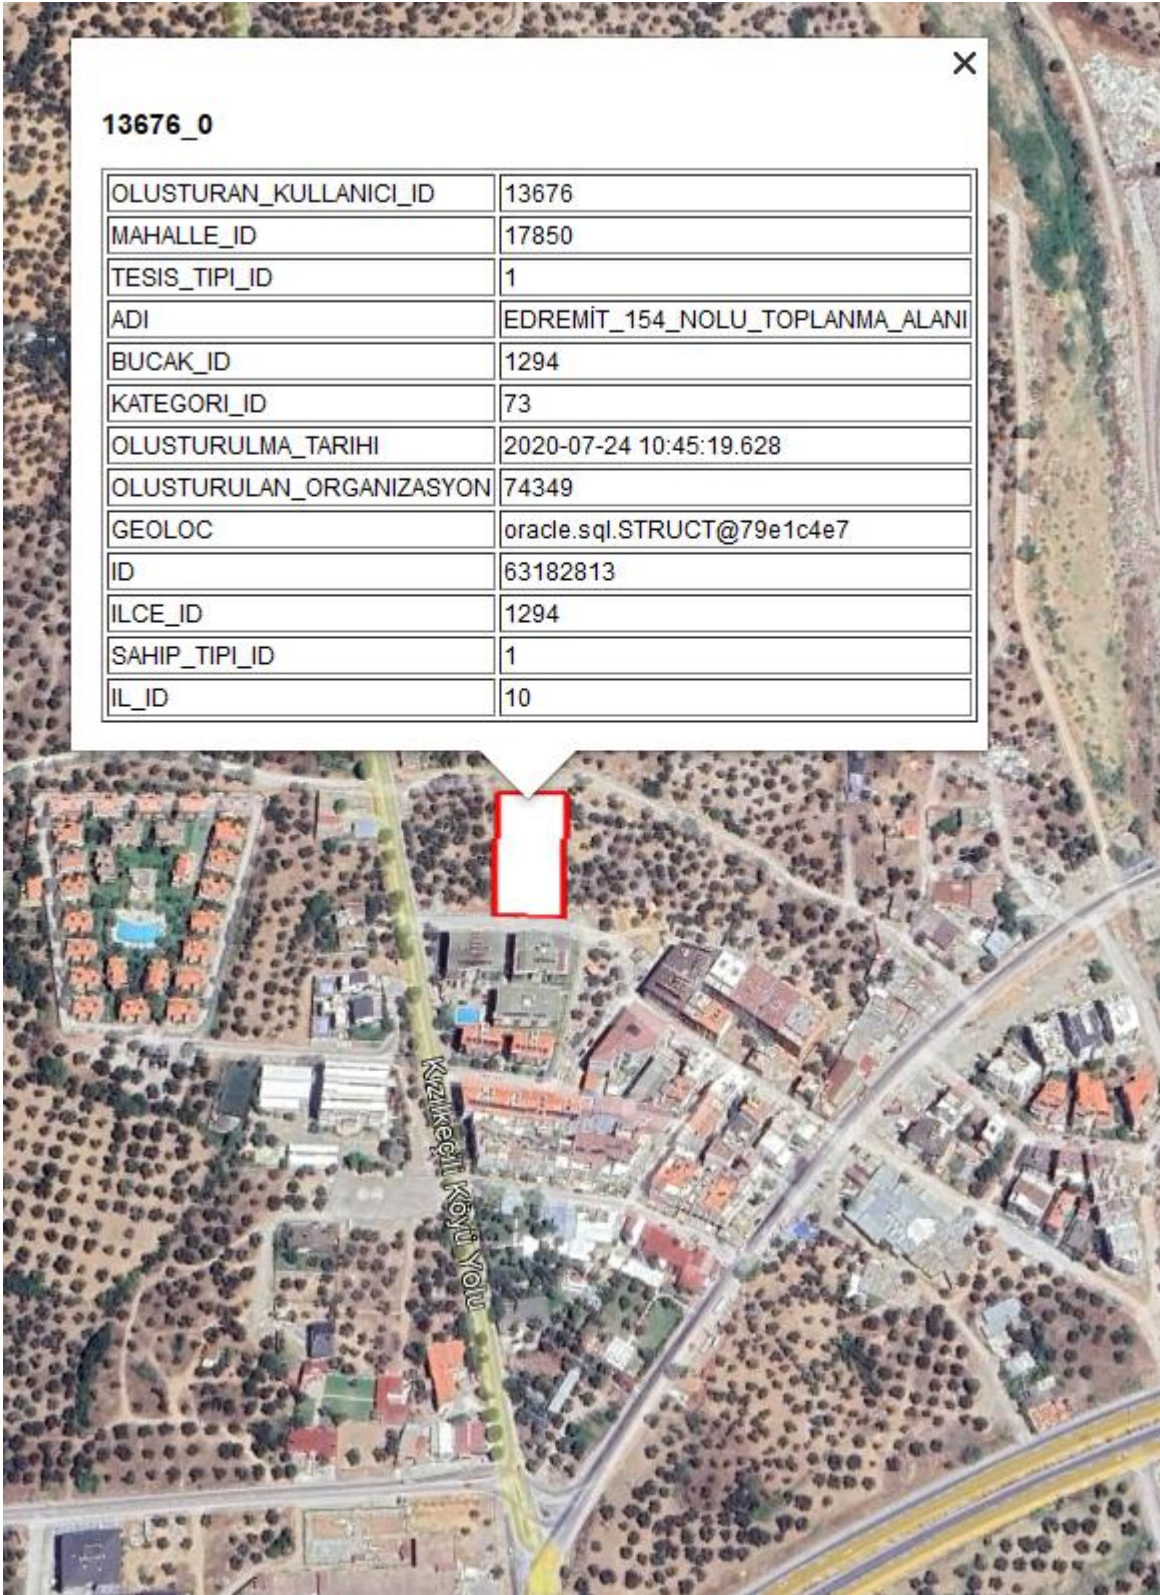 13676_0
OLUSTURAN_KULLANICI_ID 13676
MAHALLE_ID 17850
TESIS_TIPI_ID 1
ADI EDREMİT_154_NOLU_TOPLANMA_ALANI
BUCAK_ID 1294
KATEGORI_ID 73
OLUSTURULMA_TARIHI 2020-07-24 10:45:19.628
OLUSTURULAN_ORGANIZASYON 74349
GEOLOC oracle.sql.STRUCT@79e1c4e7
ID 63182813
ILCE_ID 1294
SAHIP_TIPI_ID 1
IL_ID 10
Kızılkeçili Köyü Yolu